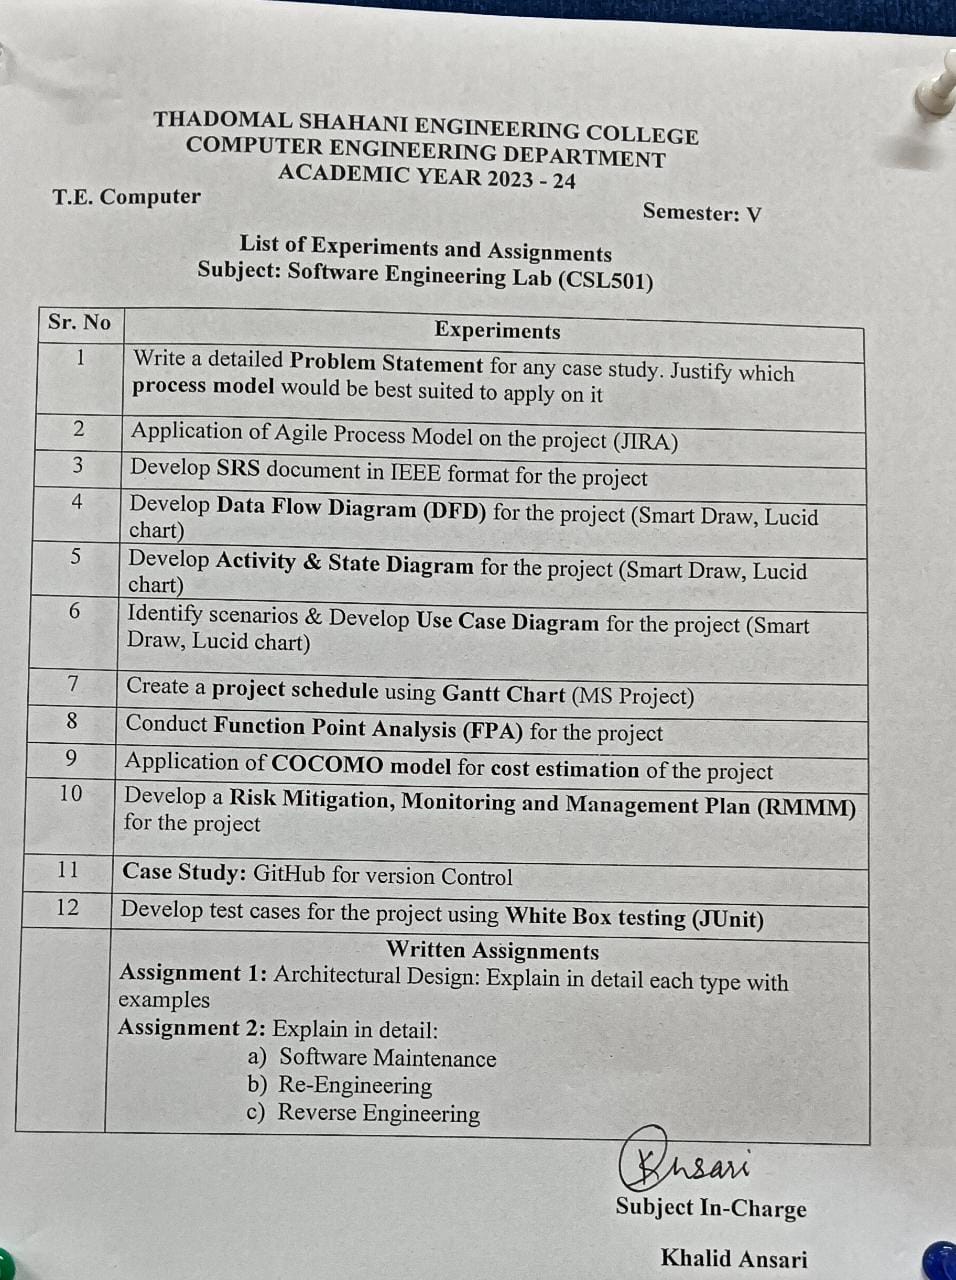 THADOMAL SHAHANI ENGINEERING COLLEGE
COMPUTER ENGINEERING DEPARTMENT
ACADEMIC YEAR 2023 - 24
T.E. Computer
Semester: V
List of Experiments and Assignments
Subject: Software Engineering Lab (CSL501)
Sr. No Experiments
1 Write a detailed Problem Statement for any case study. Justify which
process model would be best suited to apply on it
2 Application of Agile Process Model on the project (JIRA)
3 Develop SRS document in IEEE format for the project
4 Develop Data Flow Diagram (DFD) for the project (Smart Draw, Lucid
chart)
5 Develop Activity & State Diagram for the project (Smart Draw, Lucid
chart)
6 Identify scenarios & Develop Use Case Diagram for the project (Smart
Draw, Lucid chart)
7 Create a project schedule using Gantt Chart (MS Project)
8 Conduct Function Point Analysis (FPA) for the project
9 Application of COCOMO model for cost estimation of the project
10 Develop a Risk Mitigation, Monitoring and Management Plan (RMMM)
for the project
11 Case Study: GitHub for version Control
12 Develop test cases for the project using White Box testing (JUnit)
Written Assignments
Assignment 1: Architectural Design: Explain in detail each type with
examples
Assignment 2: Explain in detail:
a) Software Maintenance
b) Re-Engineering
c) Reverse Engineering
Subject In-Charge
Khalid Ansari